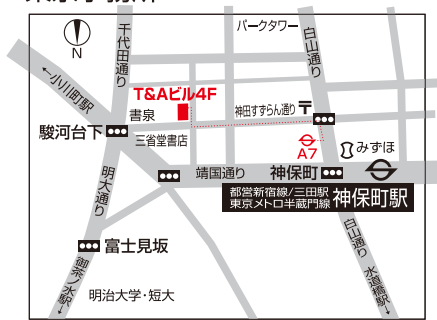 N
千代田通り
パークタワー
白山通り
←小川町駅
T&Aビル4F
書泉
神田すずらん通り
〒
駿河台下
三省堂書店
A7
みずほ
明大通り
靖国通り
神保町
都営新宿線/三田駅
東京メトロ半蔵門線
神保町駅
富士見坂
御茶ノ水駅→
明治大学・短大
白山通り
水道橋駅→